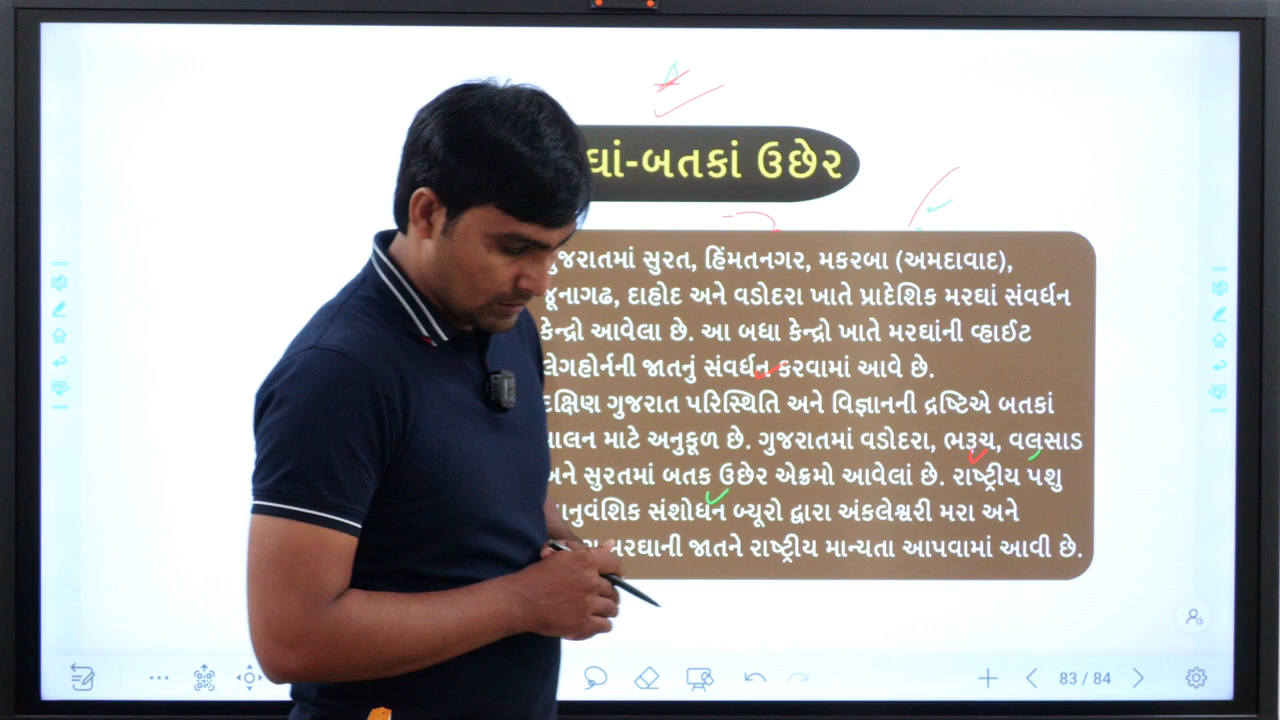 ઘાં-બતકાં ઉછેર
ગુજરાતમાં સુરત, હિંમતનગર, મકરબા (અમદાવાદ),
જૂનાગઢ, દાહોદ અને વડોદરા ખાતે પ્રાદેશિક મરઘાં સંવર્ધન
કેન્દ્રો આવેલા છે. આ બધા કેન્દ્રો ખાતે મરઘાંની વ્હાઈટ
લેગહોર્નની જાતનું સંવર્ધન કરવામાં આવે છે.
દક્ષિણ ગુજરાત પરિસ્થિતિ અને વિજ્ઞાનની દ્રષ્ટિએ બતકાં
પાલન માટે અનુકૂળ છે. ગુજરાતમાં વડોદરા, ભરૂચ, વલસાડ
અને સુરતમાં બતક ઉછેર એક્રમો આવેલાં છે. રાષ્ટ્રીય પશુ
આનુવંશિક સંશોધન બ્યૂરો દ્વારા અંકલેશ્વરી મરા અને
મરઘાની જાતને રાષ્ટ્રીય માન્યતા આપવામાં આવી છે.
83 / 84